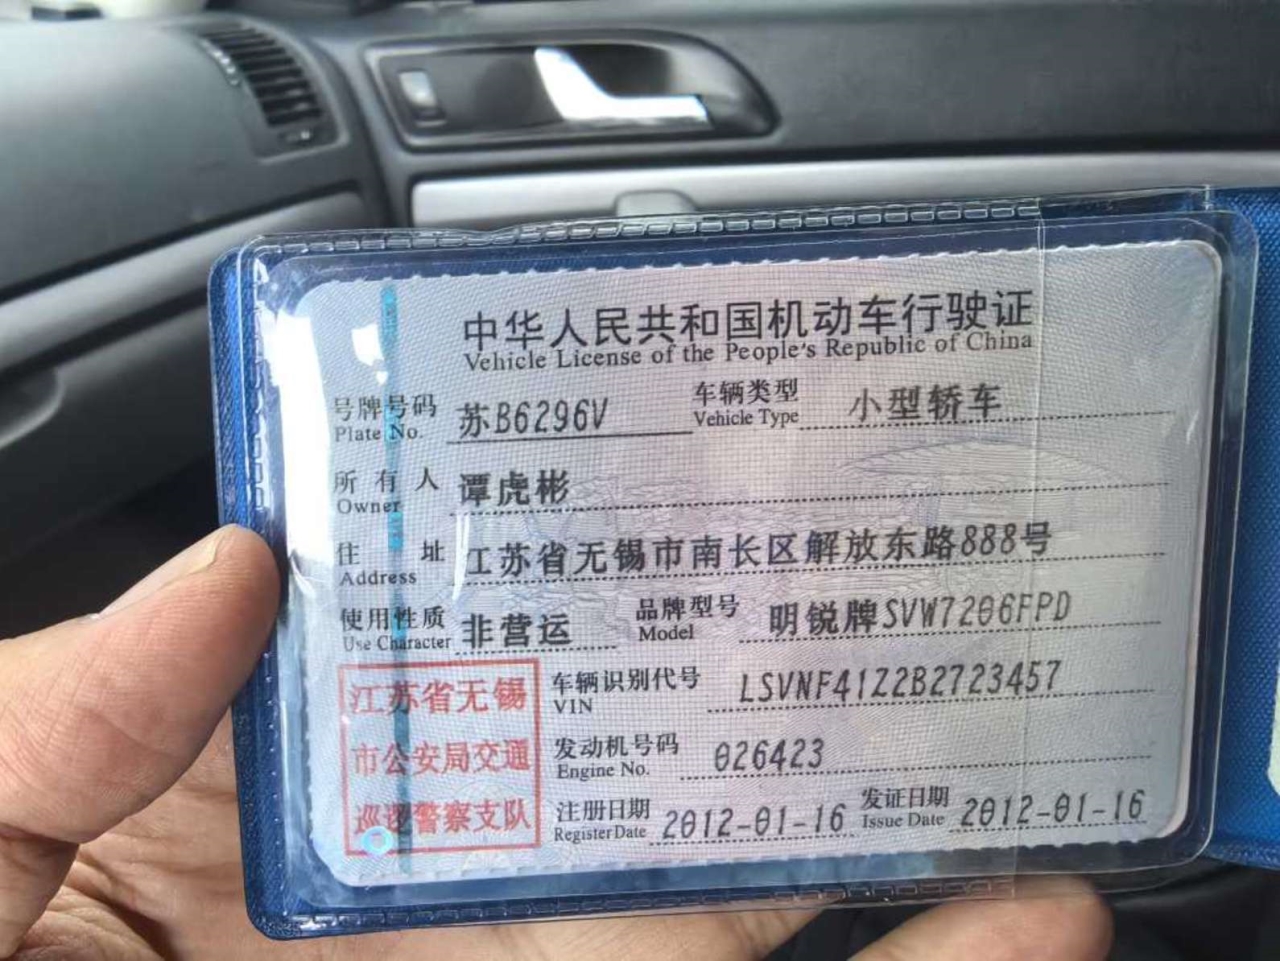 中华人民共和国机动车行驶证
Vehicle License of the People's Republic of China
号牌号码 苏B6296V 车辆类型 小型轿车
Plate No. Vehicle Type
所有人 谭虎彬
Owner
住址 江苏省无锡市南长区解放东路888号
Address
使用性质 非营运 品牌型号 明锐牌SVW7206FPD
Use Character Model
江苏省无锡
市公安局交通
巡逻警察支队
车辆识别代号 LSVNF41Z2B2723457
VIN
发动机号码 026423
Engine No.
注册日期 2012-01-16 发证日期 2012-01-16
Register Date Issue Date